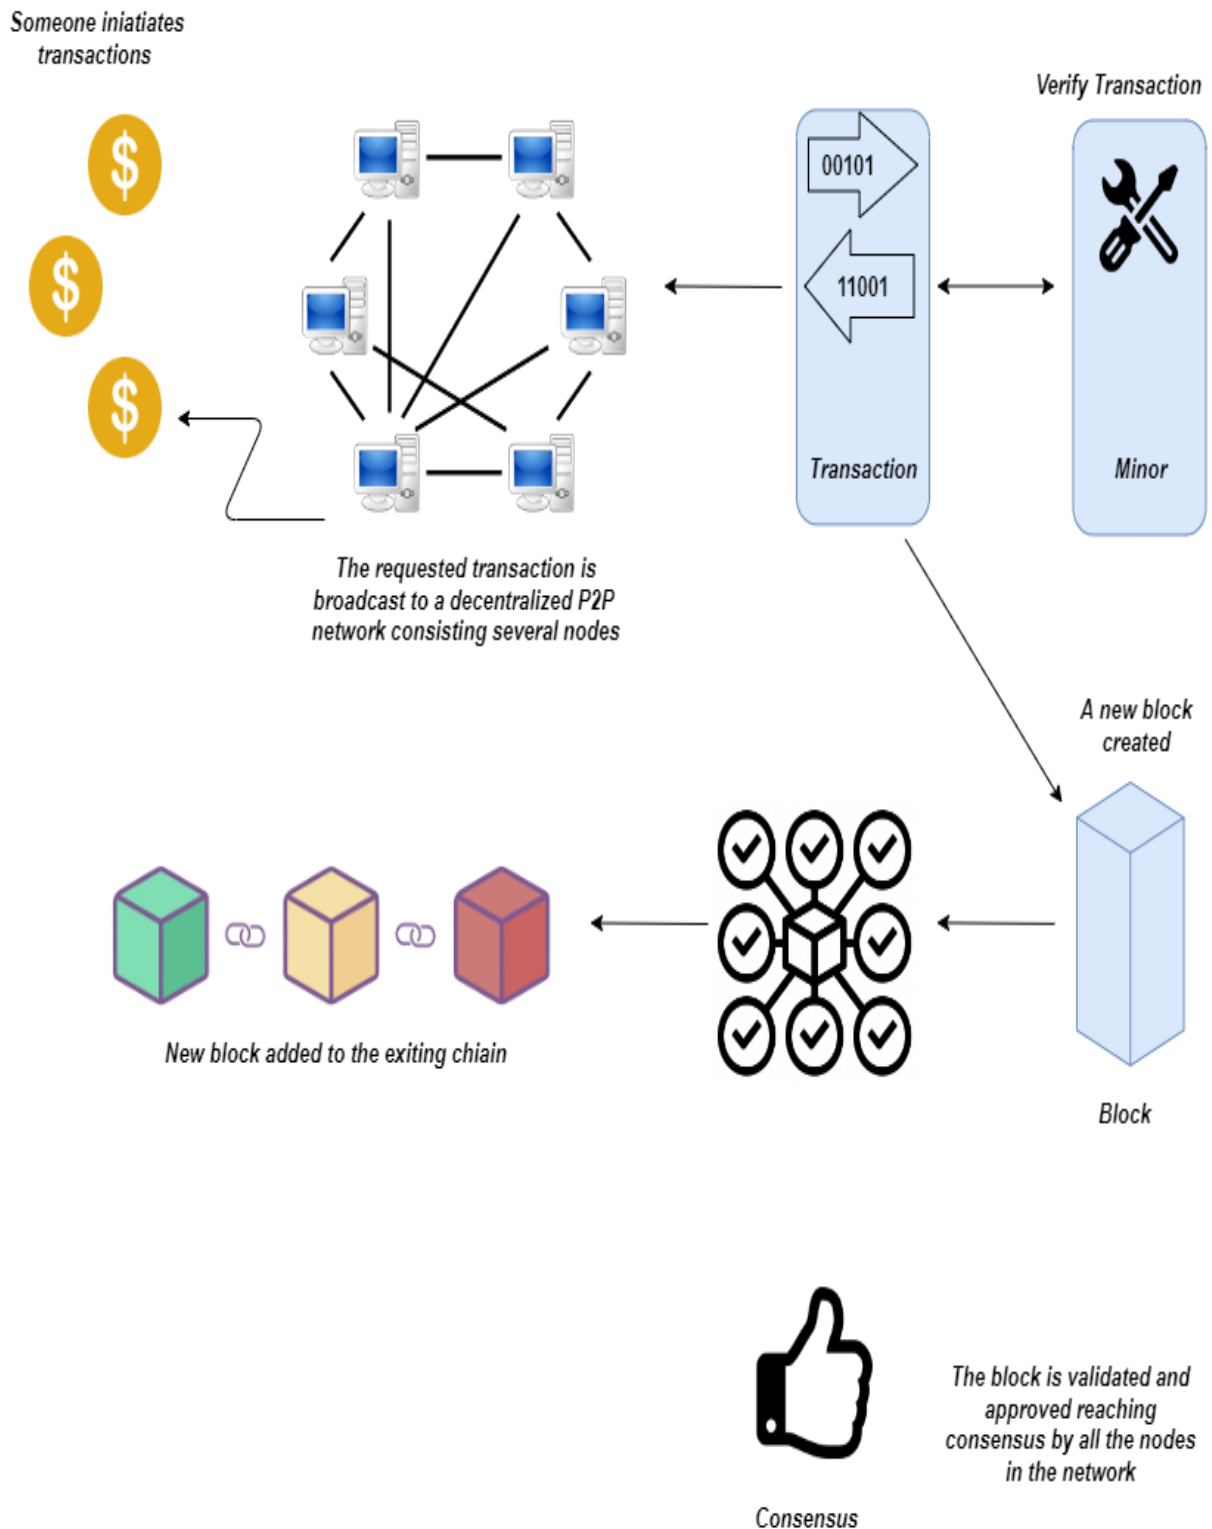 Someone iniatiates
transactions
Verify Transaction
$
$
$
00101
11001
Transaction
Minor
The requested transaction is
broadcast to a decentralized P2P
network consisting several nodes
A new block
created
New block added to the exiting chiain
Block
The block is validated and
approved reaching
consensus by all the nodes
in the network
Consensus